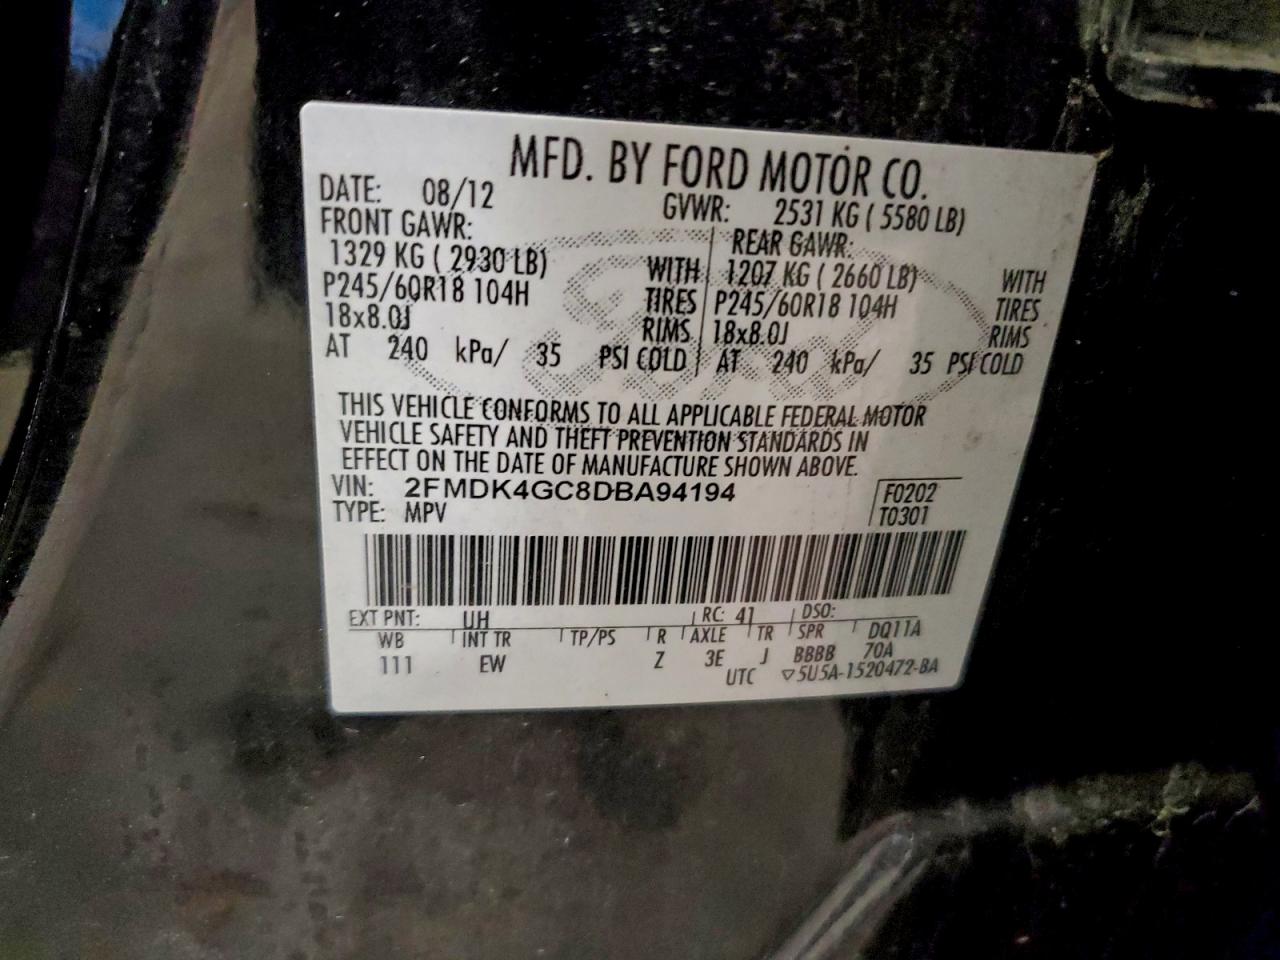 MFD. BY FORD MOTOR CO.
DATE: 08/12 GVWR: 2531 KG ( 5580 LB)
FRONT GAWR: REAR GAWR:
1329 KG ( 2930 LB) WITH 1207 KG ( 2660 LB) WITH
P245/60R18 104H TIRES P245/60R18 104H TIRES
18x8.0J RIMS 18x8.0J RIMS
AT 240 kPa/ 35 PSI COLD AT 240 kPa/ 35 PSI COLD
THIS VEHICLE CONFORMS TO ALL APPLICABLE FEDERAL MOTOR
VEHICLE SAFETY AND THEFT PREVENTION STANDARDS IN
EFFECT ON THE DATE OF MANUFACTURE SHOWN ABOVE.
VIN: 2FMDK4GC8DBA94194 F0202
TYPE: MPV T0301
EXT PNT: UH RC: 41 DSO:
WB INT TR TP/PS R AXLE TR SPR DQ11A
111 EW Z 3E J BBBB 70A
UTC ▽5U5A-1520472-BA
Ford